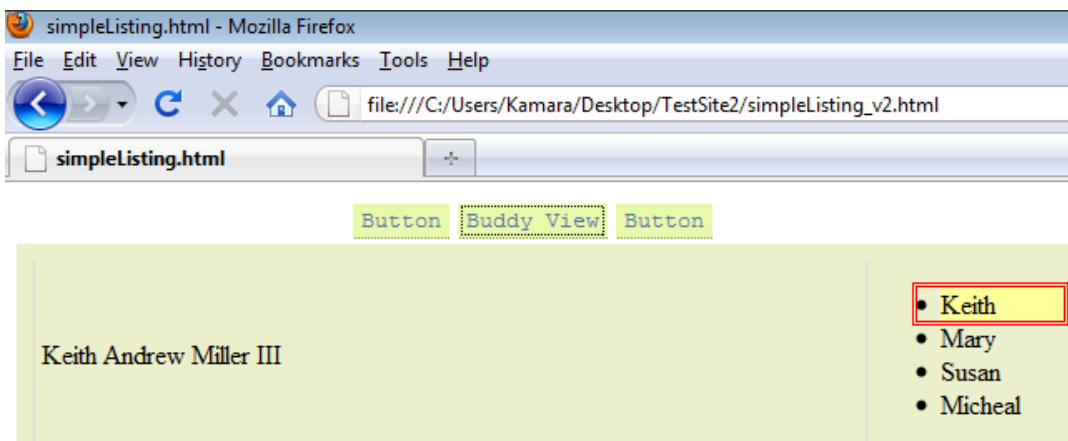 simpleListing.html - Mozilla Firefox
File Edit View History Bookmarks Tools Help
file:///C:/Users/Kamara/Desktop/TestSite2/simpleListing_v2.html
simpleListing.html
Button Buddy View Button
Keith Andrew Miller III
Keith
Mary
Susan
Micheal